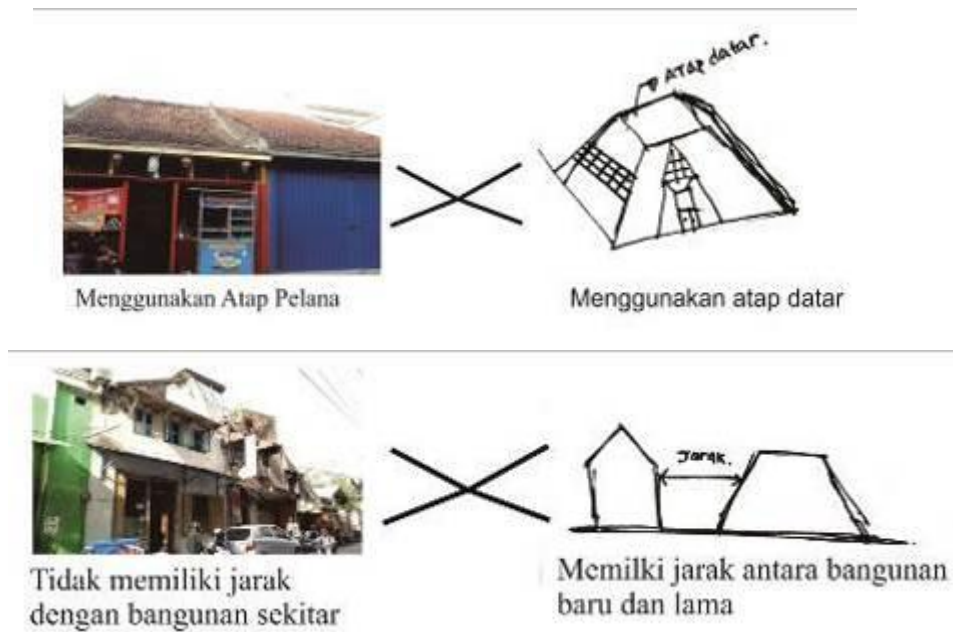 Atap datar.
Menggunakan Atap Pelana
Menggunakan atap datar
Jarak.
Tidak memiliki jarak
dengan bangunan sekitar
Memilki jarak antara bangunan
baru dan lama